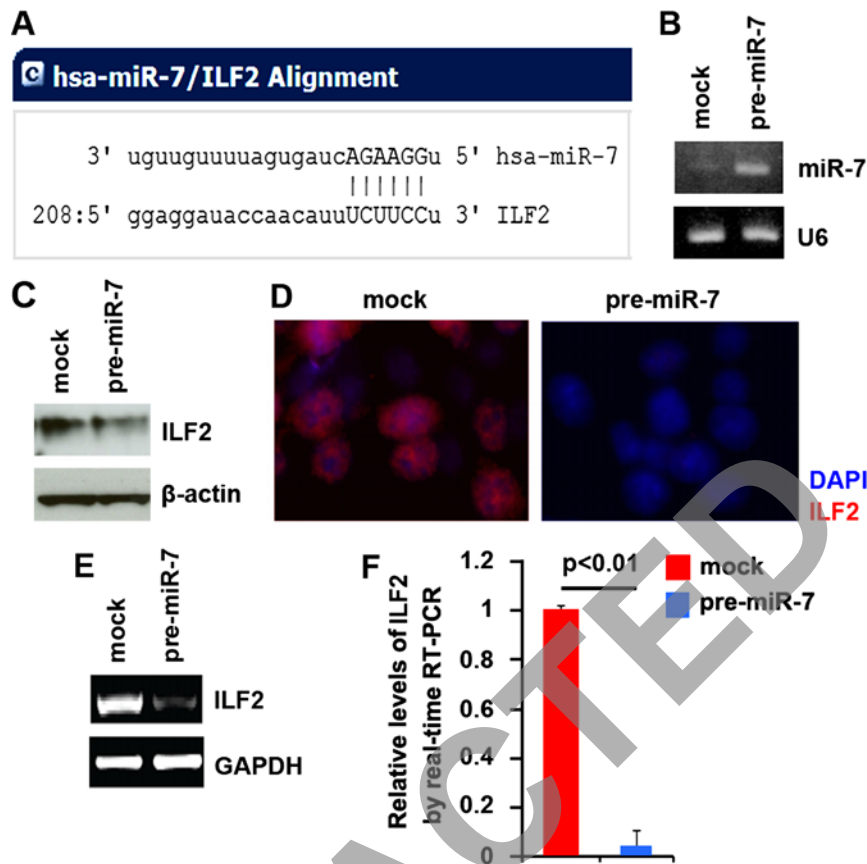 A
hsa-miR-7/ILF2 Alignment
3' uguuguuuuagugaucAGAAGGu 5' hsa-miR-7
||||||
208:5' ggaggauaccaacauuUCUUCCu 3' ILF2
B
mock
pre-miR-7
miR-7
U6
C
mock
pre-miR-7
ILF2
β-actin
D
mock
pre-miR-7
DAPI
ILF2
E
mock
pre-miR-7
ILF2
GAPDH
F
Relative levels of ILF2
by real-time RT-PCR
1.2
1
0.8
0.6
0.4
0.2
0
p<0.01
mock
pre-miR-7
ACTED